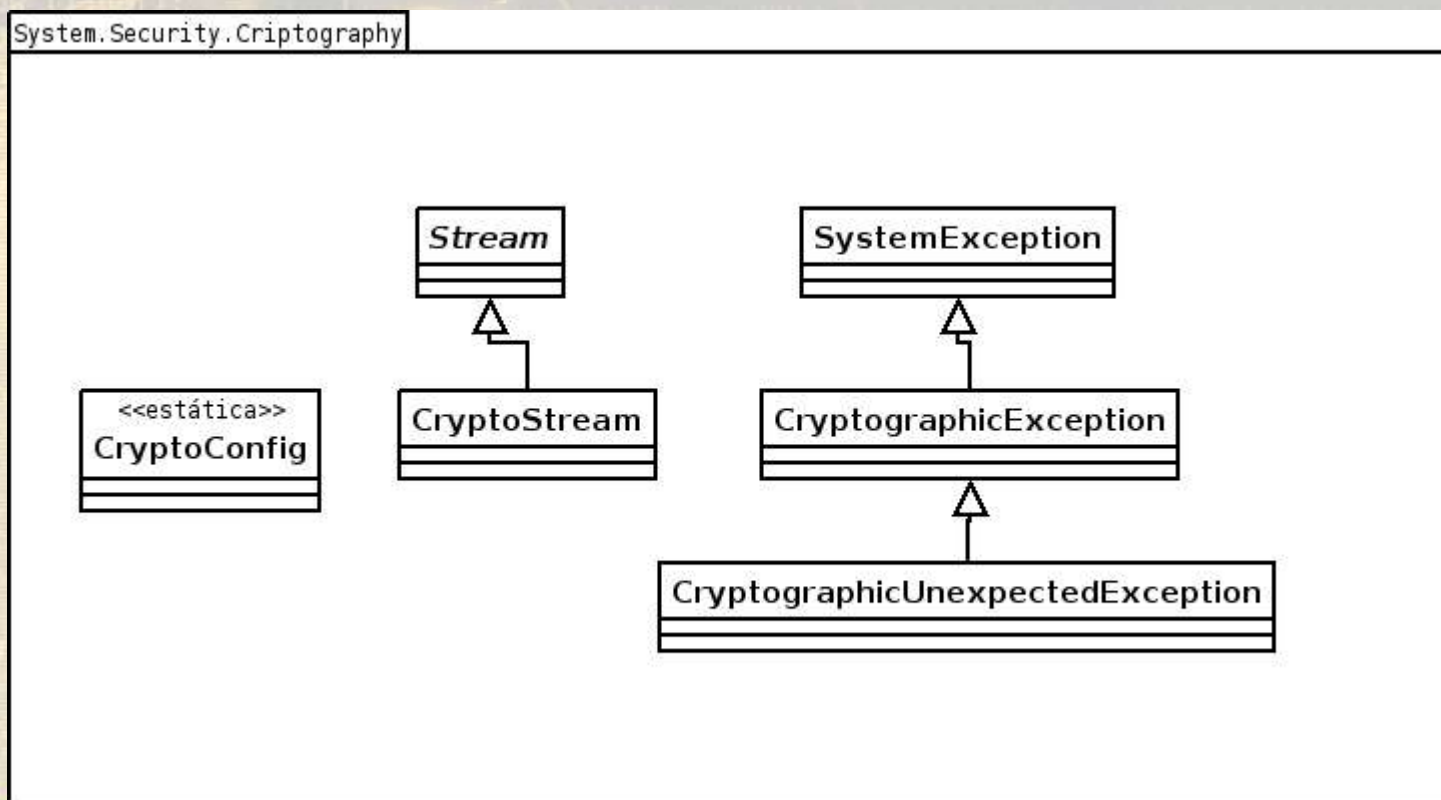 System.Security.Criptography
Stream
SystemException
<<estática>>
CryptoConfig
CryptoStream
CryptographicException
CryptographicUnexpectedException